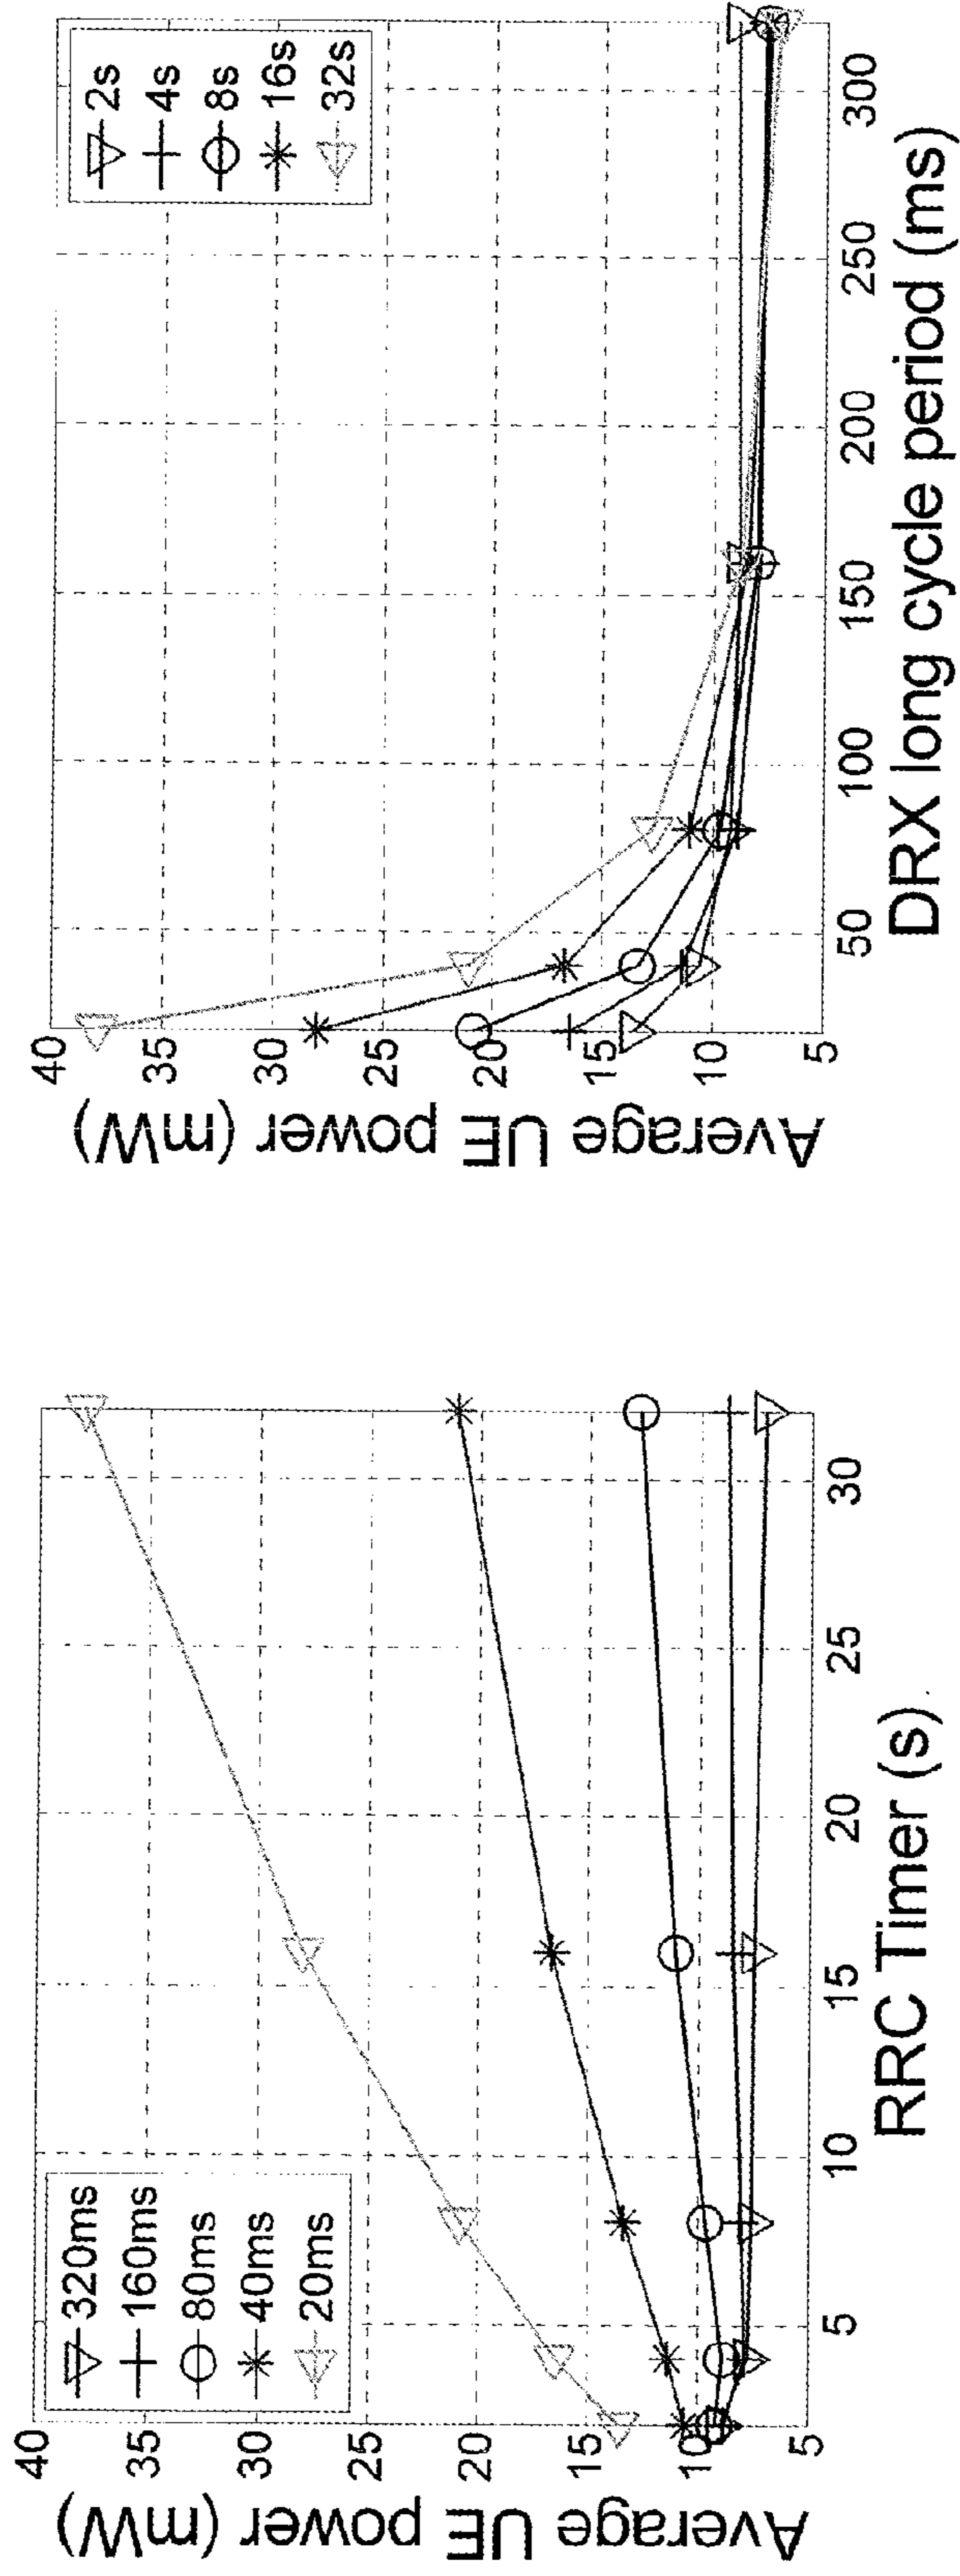 Average UE power (mW)
40
35
30
25
20
15
10
5
320ms
160ms
80ms
40ms
20ms
5
10
15
20
25
30
RRC Timer (s)
Average UE power (mW)
40
35
30
25
20
15
10
5
2s
4s
8s
16s
32s
50
100
150
200
250
300
DRX long cycle period (ms)